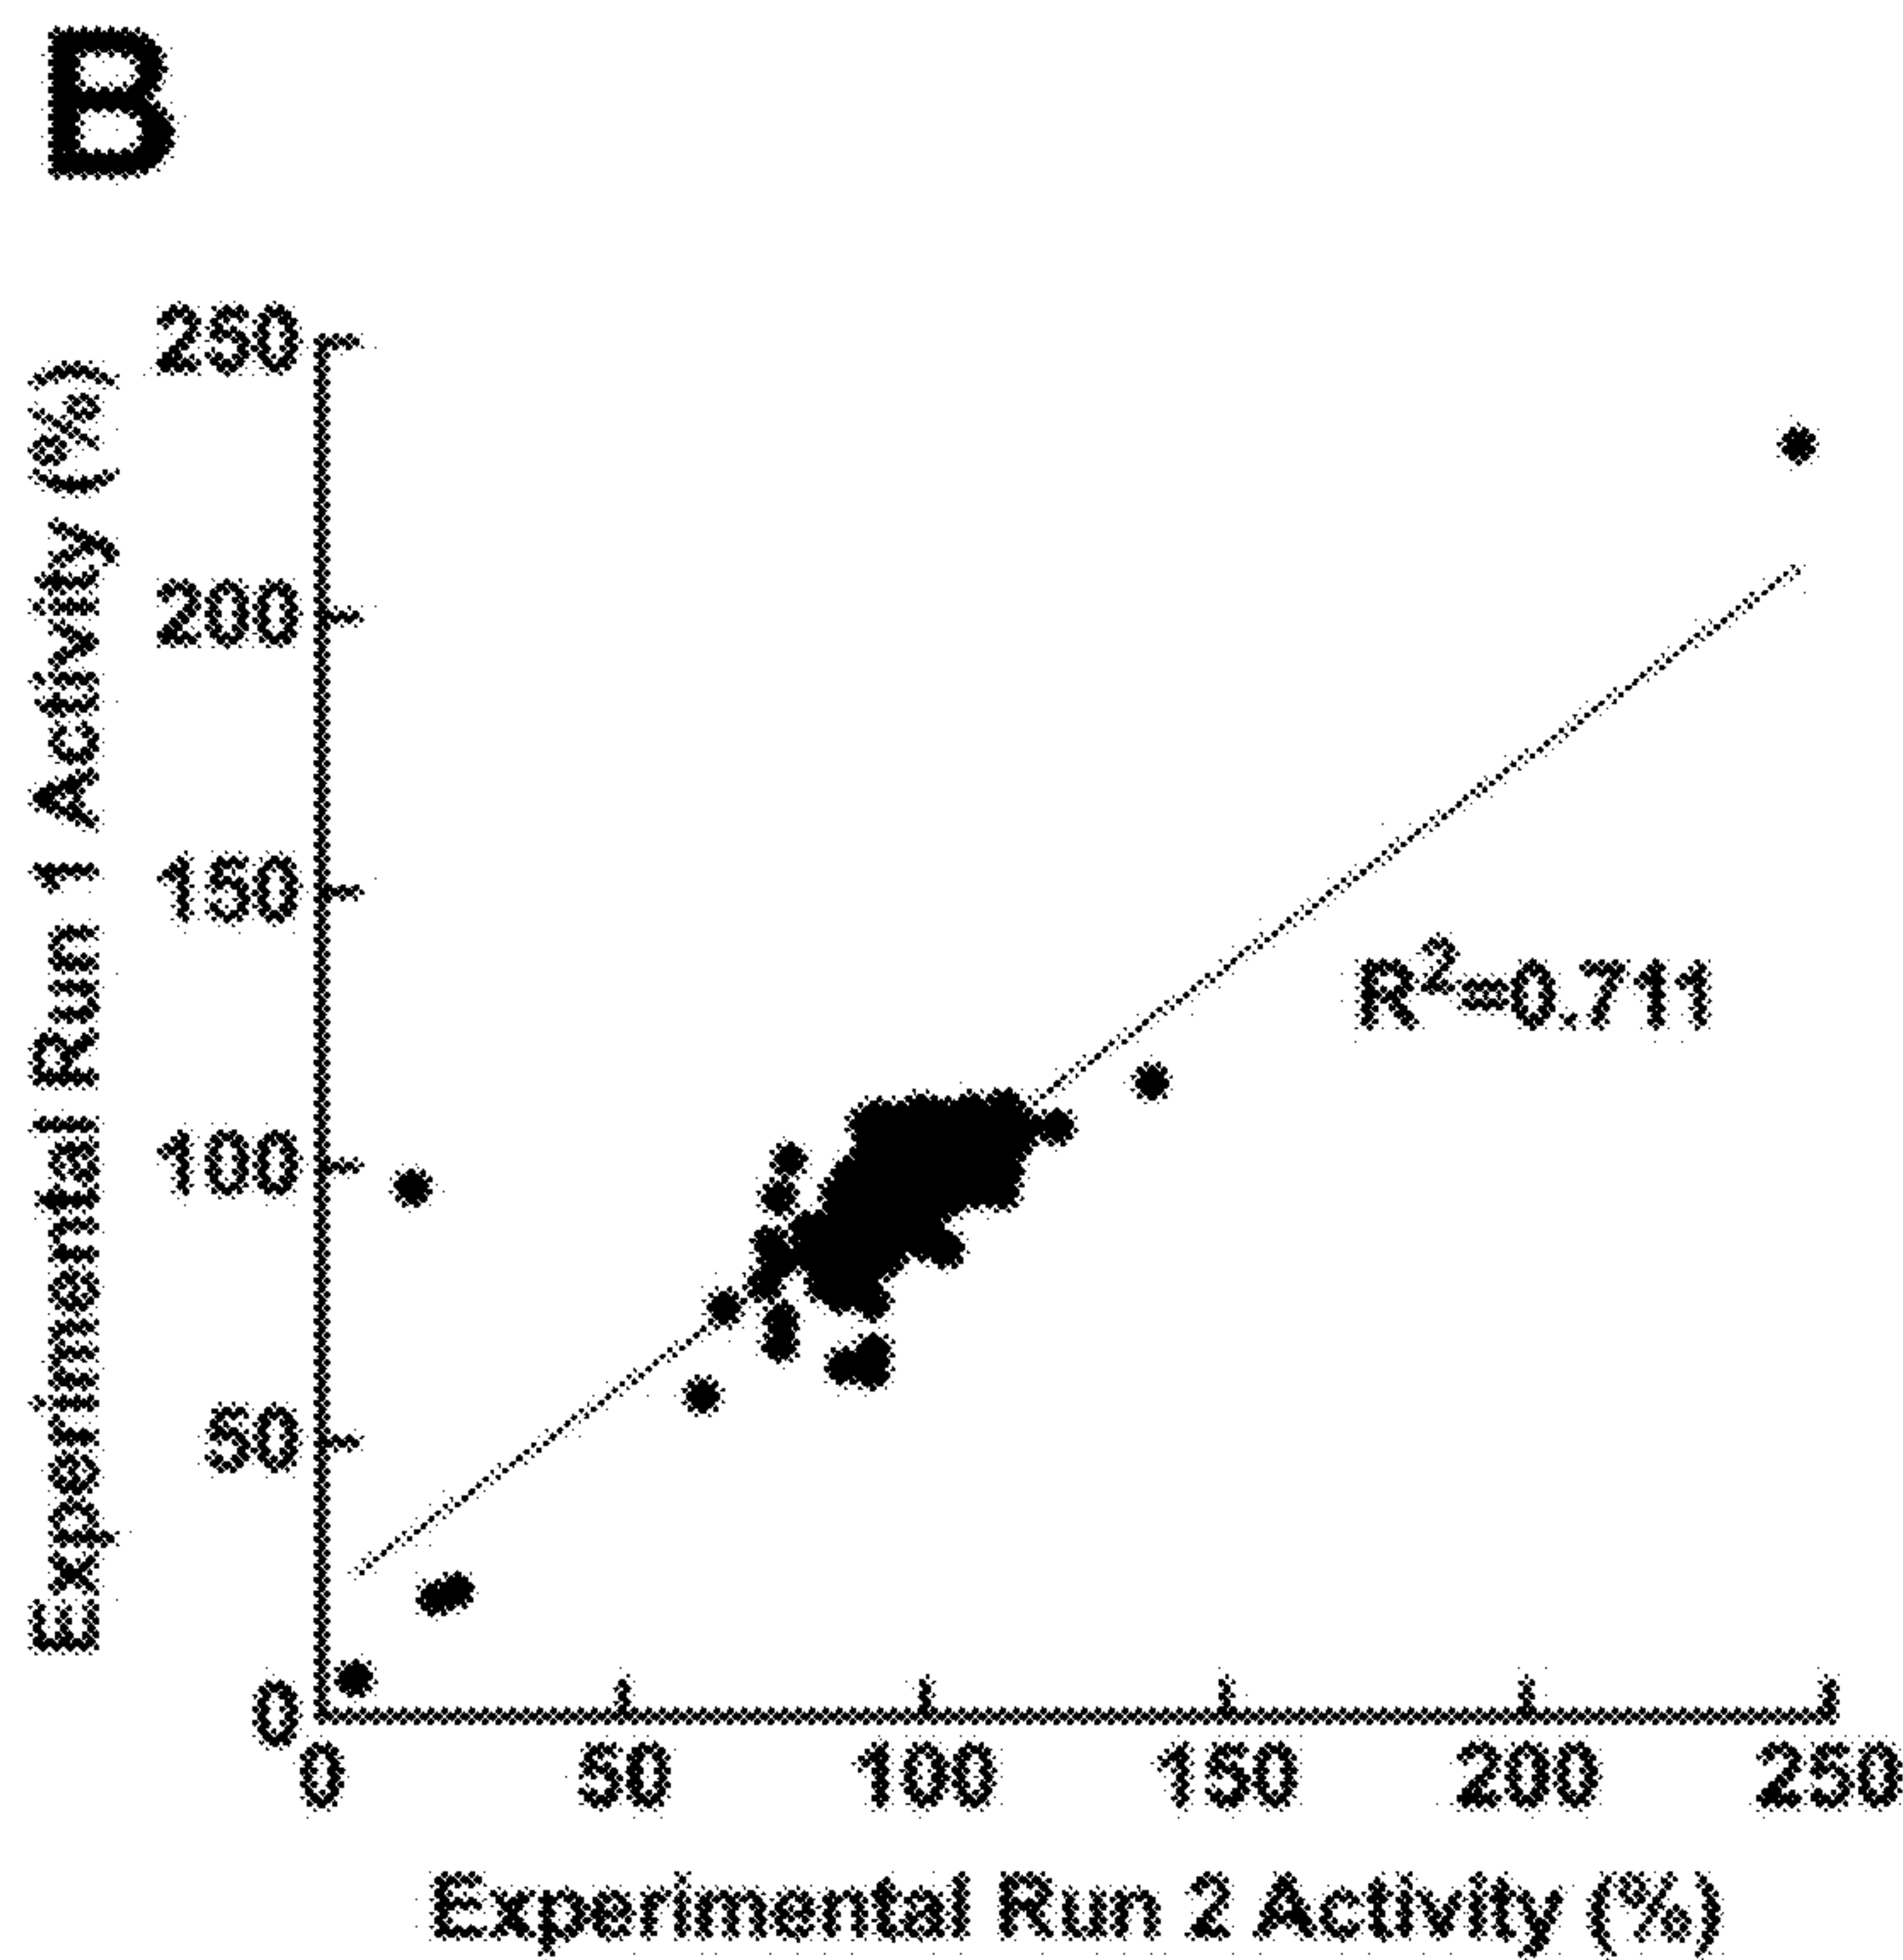 B
Experimental Run 1 Activity (%)
250
200
150
100
50
0
R²=0.711
0 50 100 150 200 250
Experimental Run 2 Activity (%)